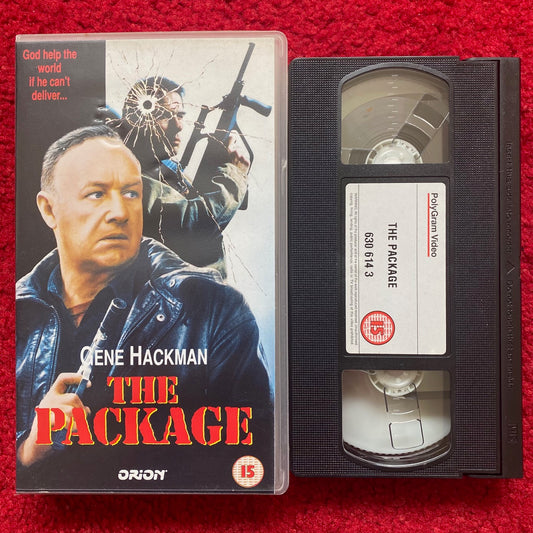 God help the
world
if he can't
deliver...
GENE HACKMAN
THE
PACKAGE
ORION
15
PolyGram Video
THE PACKAGE
630 614 3
15